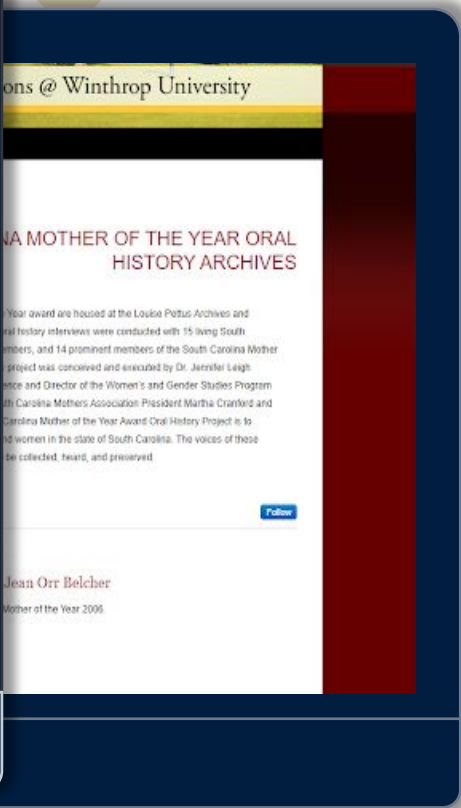 ons @ Winthrop University
NA MOTHER OF THE YEAR ORAL
HISTORY ARCHIVES
Year award are housed at the Louise Pettus Archives and
oral history interviews were conducted with 15 living South
embers, and 14 prominent members of the South Carolina Mother
project was conceived and executed by Dr. Jennifer Leigh
ence and Director of the Women's and Gender Studies Program
uth Carolina Mothers Association President Martha Cranford and
Carolina Mother of the Year Award Oral History Project is to
nd women in the state of South Carolina. The voices of these
be collected, heard, and preserved.
Follow
Jean Orr Belcher
Mother of the Year 2006.